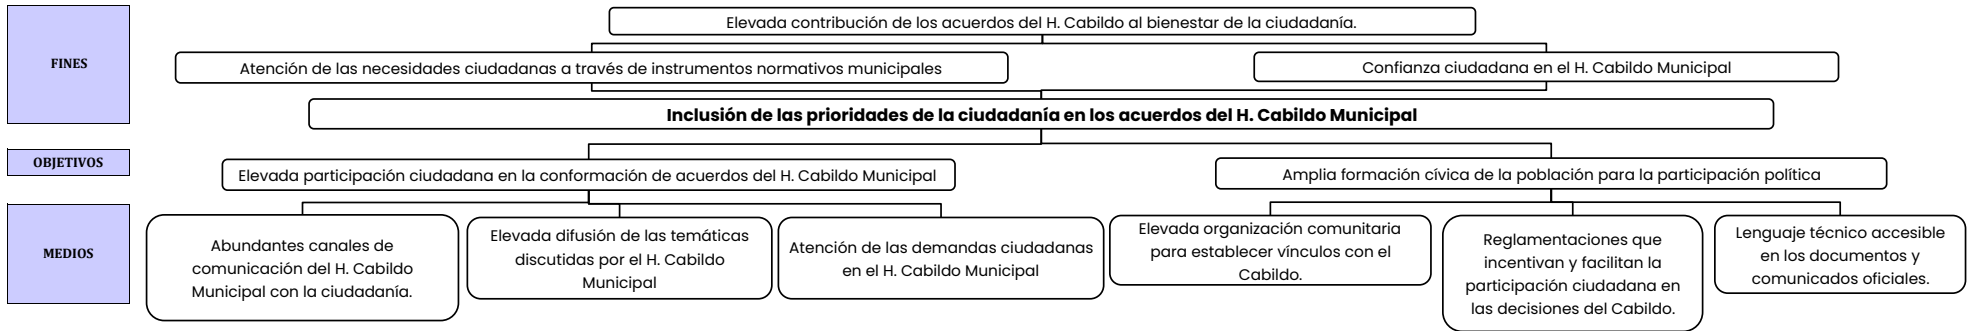 FINES
Elevada contribución de los acuerdos del H. Cabildo al bienestar de la ciudadanía.
Atención de las necesidades ciudadanas a través de instrumentos normativos municipales
Confianza ciudadana en el H. Cabildo Municipal
Inclusión de las prioridades de la ciudadanía en los acuerdos del H. Cabildo Municipal
OBJETIVOS
Elevada participación ciudadana en la conformación de acuerdos del H. Cabildo Municipal
Amplia formación cívica de la población para la participación política
MEDIOS
Abundantes canales de
comunicación del H. Cabildo
Municipal con la ciudadanía.
Elevada difusión de las temáticas
discutidas por el H. Cabildo
Municipal
Atención de las demandas ciudadanas
en el H. Cabildo Municipal
Elevada organización comunitaria
para establecer vínculos con el
Cabildo.
Reglamentaciones que
incentivan y facilitan la
participación ciudadana en
las decisiones del Cabildo.
Lenguaje técnico accesible
en los documentos y
comunicados oficiales.